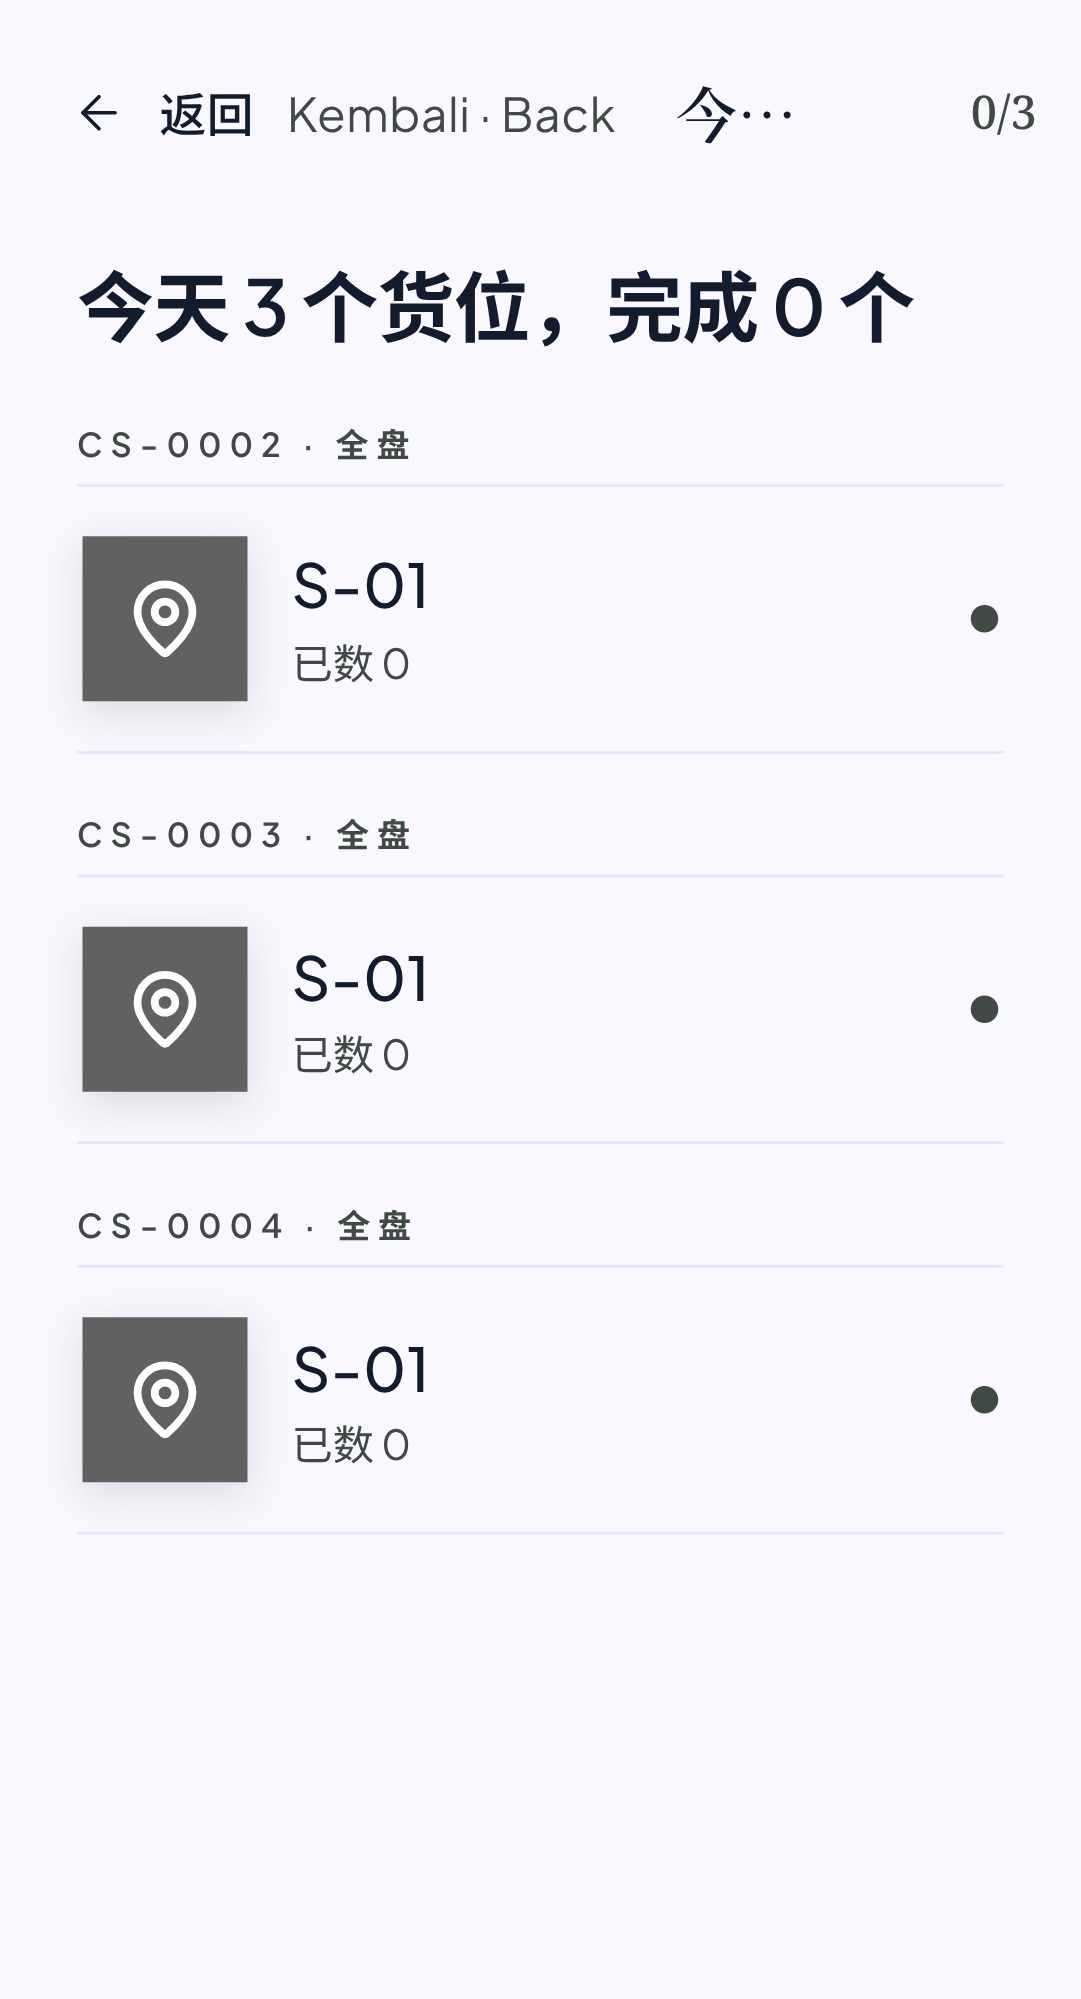 ← 返回 Kembali · Back 今… 0/3
今天 3 个货位，完成 0 个
CS-0002 · 全盘
S-01
已数 0
CS-0003 · 全盘
S-01
已数 0
CS-0004 · 全盘
S-01
已数 0